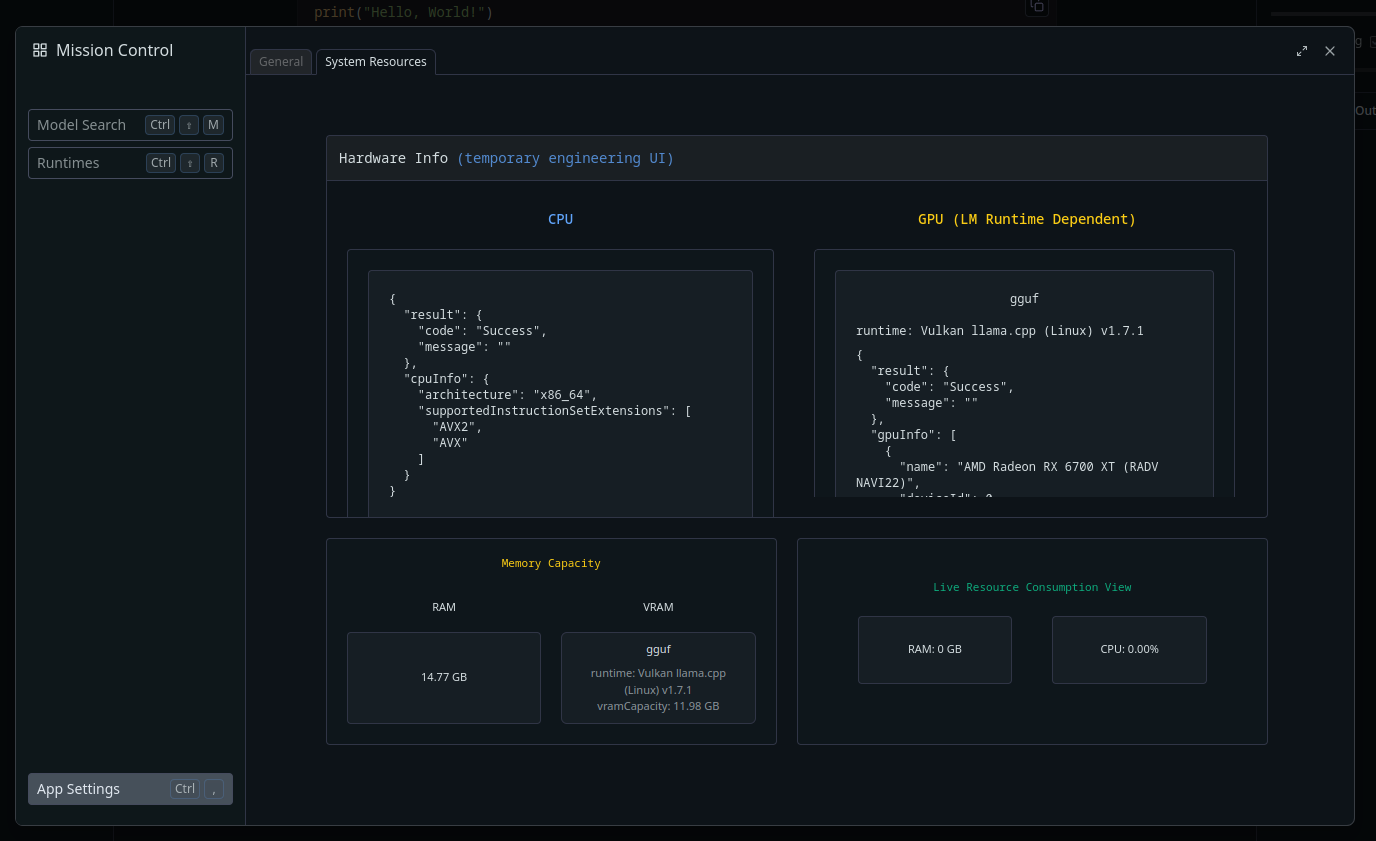 print("Hello, World!")
Mission Control
General
System Resources
Model Search Ctrl ⇧ M
Runtimes Ctrl ⇧ R
Hardware Info (temporary engineering UI)
CPU
{
"result": {
"code": "Success",
"message": ""
},
"cpuInfo": {
"architecture": "x86_64",
"supportedInstructionSetExtensions": [
"AVX2",
"AVX"
]
}
}
GPU (LM Runtime Dependent)
gguf
runtime: Vulkan llama.cpp (Linux) v1.7.1
{
"result": {
"code": "Success",
"message": ""
},
"gpuInfo": [
{
"name": "AMD Radeon RX 6700 XT (RADV
NAVI22)",
Memory Capacity
RAM
14.77 GB
VRAM
gguf
runtime: Vulkan llama.cpp
(Linux) v1.7.1
vramCapacity: 11.98 GB
Live Resource Consumption View
RAM: 0 GB
CPU: 0.00%
App Settings Ctrl ,
Out